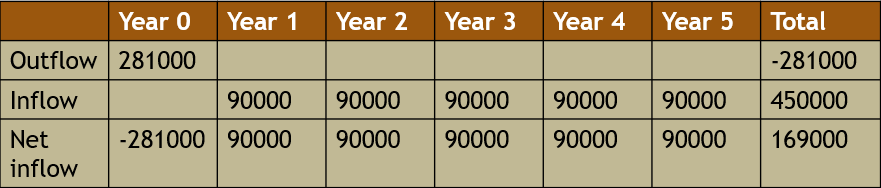 Year 0 Year 1 Year 2 Year 3 Year 4 Year 5 Total
Outflow 281000 -281000
Inflow 90000 90000 90000 90000 90000 450000
Net inflow -281000 90000 90000 90000 90000 90000 169000